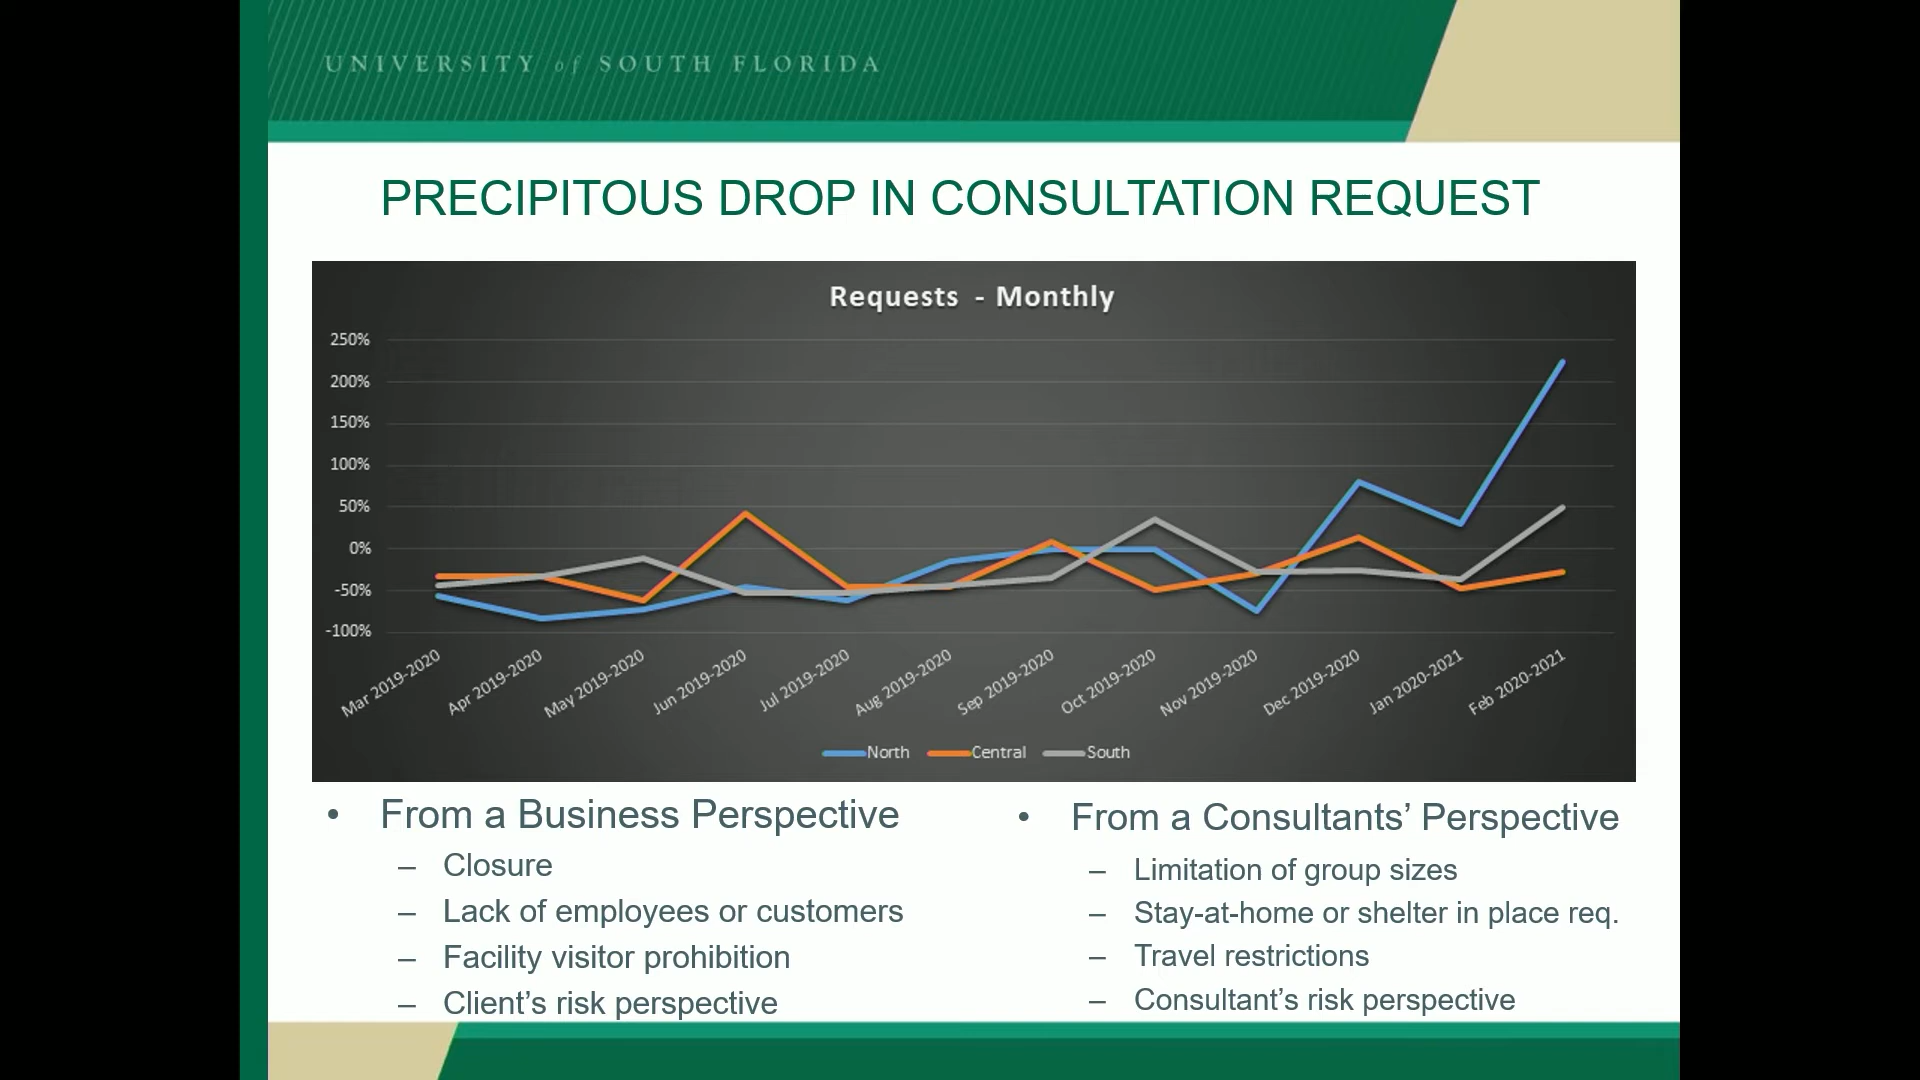 UNIVERSITY of SOUTH FLORIDA
PRECIPITOUS DROP IN CONSULTATION REQUEST
Requests - Monthly
250%
200%
150%
100%
50%
0%
-50%
-100%
Mar 2019-2020
Apr 2019-2020
May 2019-2020
Jun 2019-2020
Jul 2019-2020
Aug 2019-2020
Sep 2019-2020
Oct 2019-2020
Nov 2019-2020
Dec 2019-2020
Jan 2020-2021
Feb 2020-2021
North Central South
• From a Business Perspective
– Closure
– Lack of employees or customers
– Facility visitor prohibition
– Client’s risk perspective
• From a Consultants’ Perspective
– Limitation of group sizes
– Stay-at-home or shelter in place req.
– Travel restrictions
– Consultant’s risk perspective